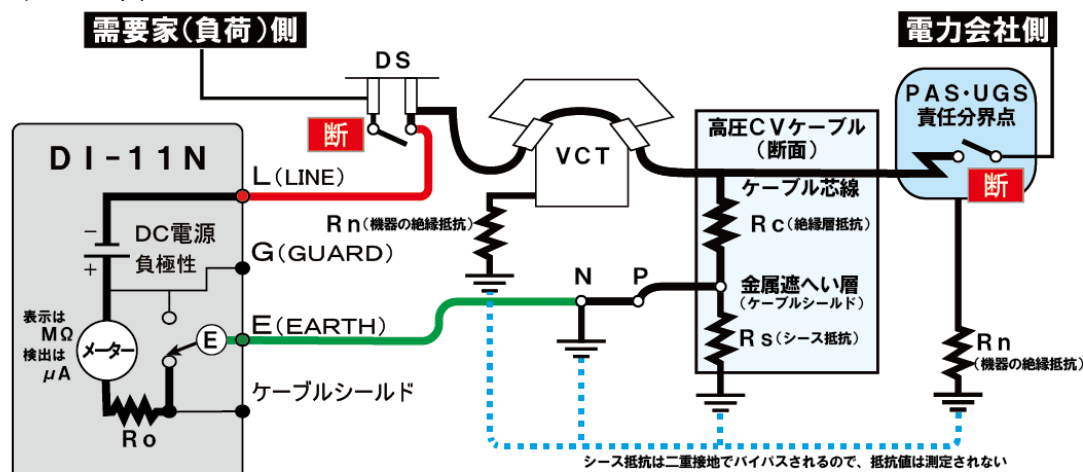 需要家(負荷)側
電力会社側
DS
断
PAS・UGS
責任分界点
断
高圧CVケーブル
(断面)
VCT
ケーブル芯線
DI-11N
L(LINE)
Rn(機器の絶縁抵抗)
Rc(絶縁層抵抗)
−
+
DC電源
負極性
G(GUARD)
N
P
金属遮へい層
(ケーブルシールド)
表示は
MΩ
検出は
μA
メーター
E
E(EARTH)
Rs(シース抵抗)
Rn
(機器の絶縁抵抗)
ケーブルシールド
Ro
シース抵抗は二重接地でバイパスされるので、抵抗値は測定されない